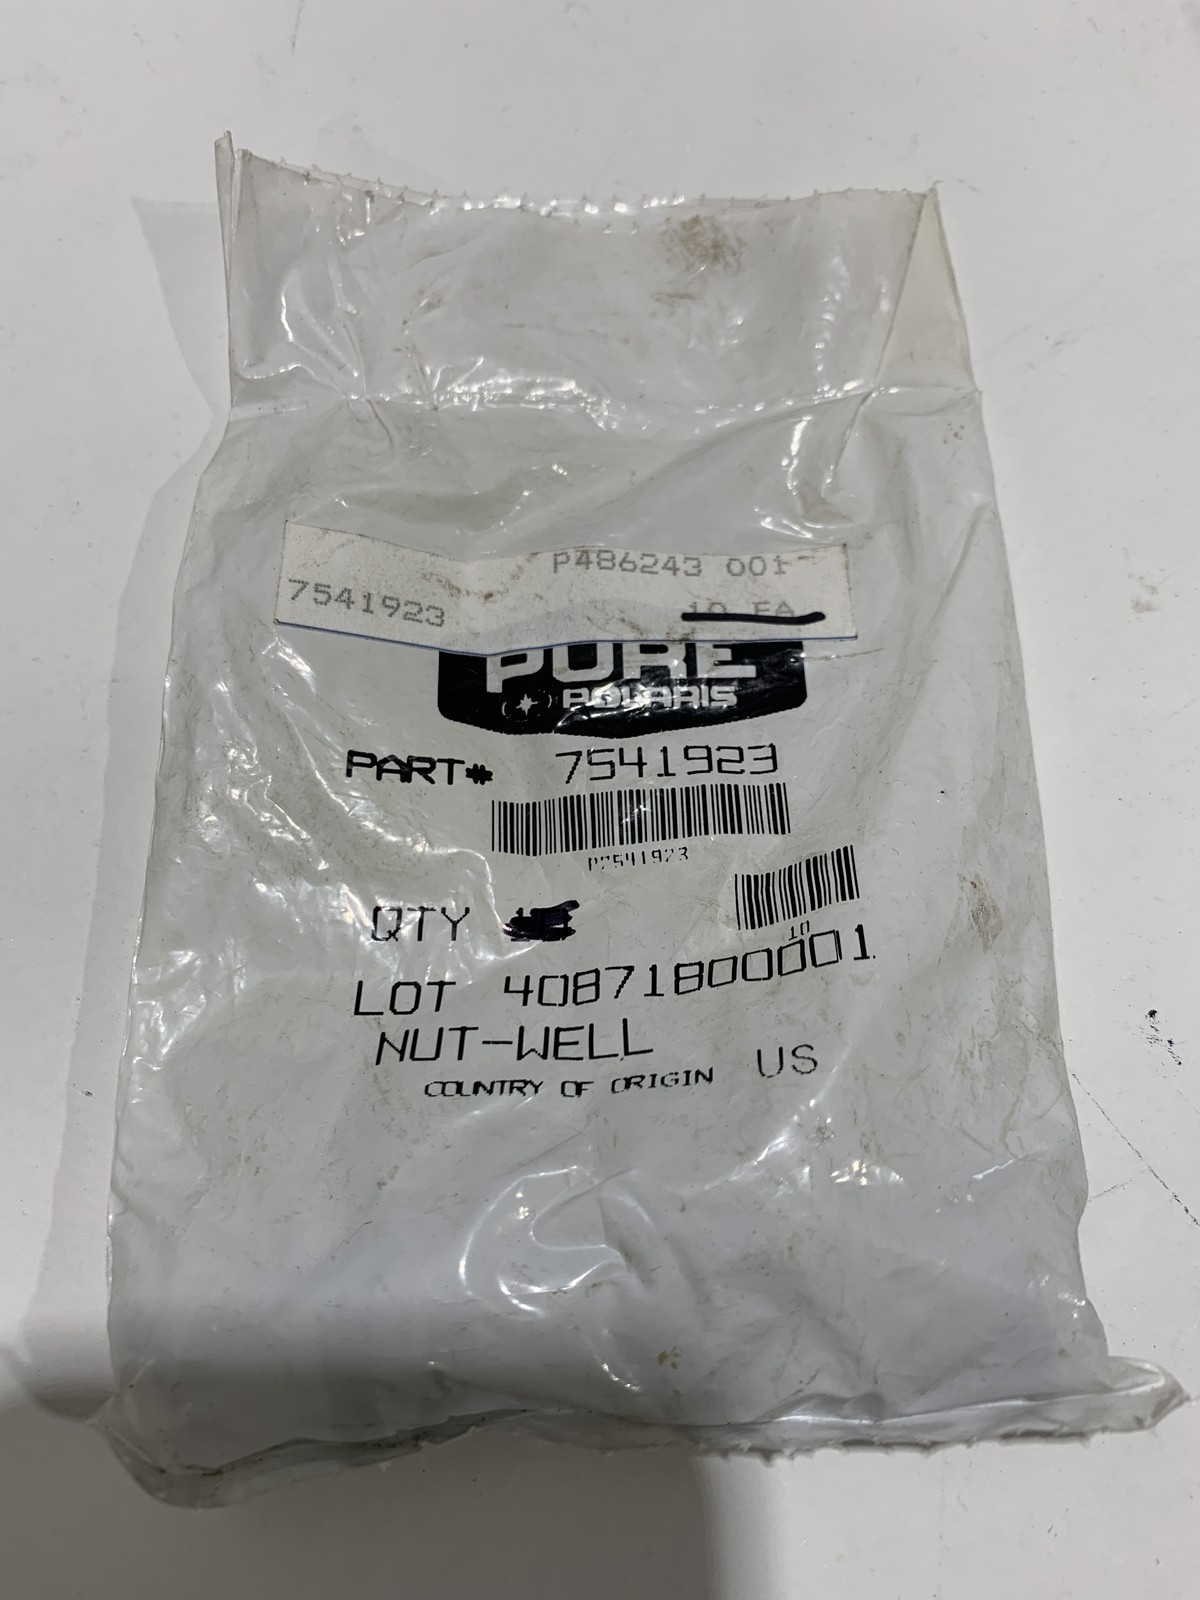 P486243 001
7541923
10 EA
PURE
POLARIS
PART# 7541923
P7541923
QTY
10
LOT 40871800001
NUT-WELL
COUNTRY OF ORIGIN US